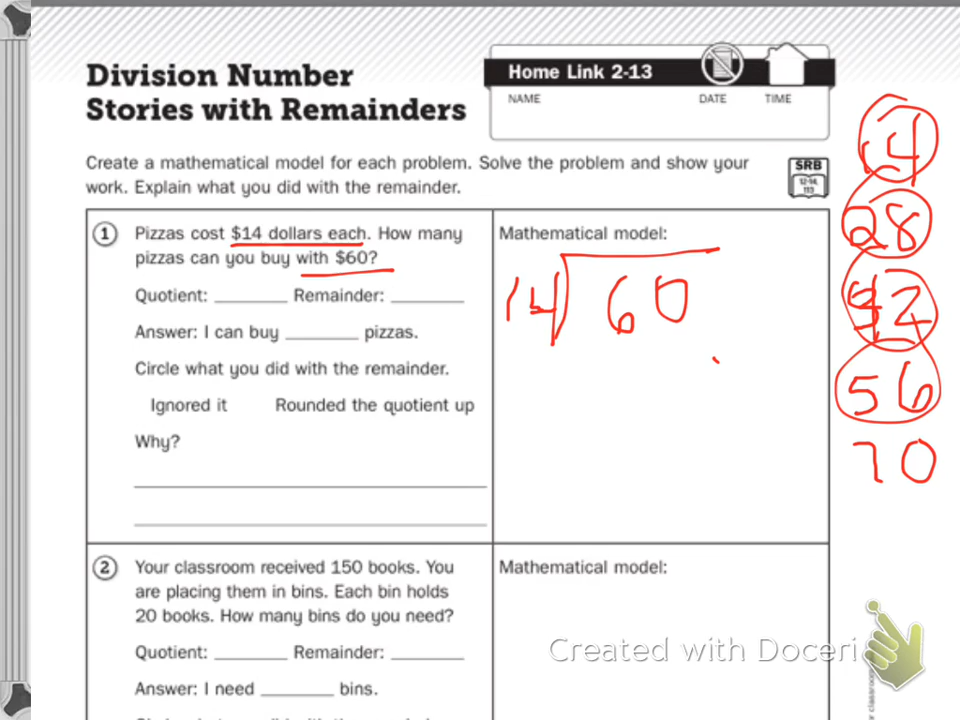 Division Number
Stories with Remainders
Home Link 2-13
NAME DATE TIME
Create a mathematical model for each problem. Solve the problem and show your
work. Explain what you did with the remainder.
SRB
1 Pizzas cost $14 dollars each. How many
pizzas can you buy with $60?
Quotient: ________ Remainder: ________
Answer: I can buy ________ pizzas.
Circle what you did with the remainder.
Ignored it Rounded the quotient up
Why?
Mathematical model:
14 60
14
28
42
56
70
2 Your classroom received 150 books. You
are placing them in bins. Each bin holds
20 books. How many bins do you need?
Quotient: ________ Remainder: ________
Answer: I need ________ bins.
Mathematical model:
Created with Doceri